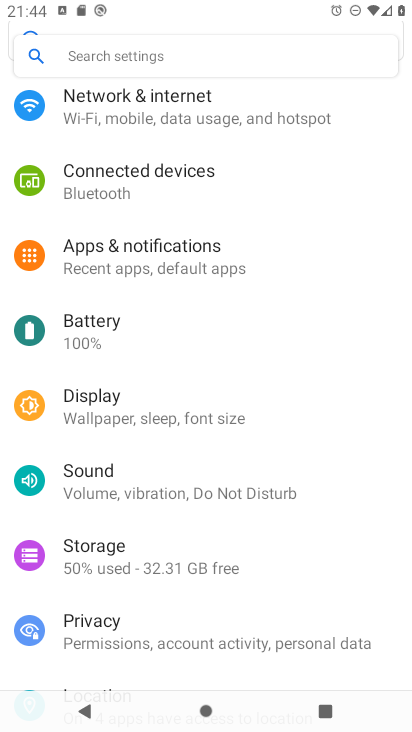 21:44
Search settings
Network & internet
Wi-Fi, mobile, data usage, and hotspot
Connected devices
Bluetooth
Apps & notifications
Recent apps, default apps
Battery
100%
Display
Wallpaper, sleep, font size
Sound
Volume, vibration, Do Not Disturb
Storage
50% used - 32.31 GB free
Privacy
Permissions, account activity, personal data
Location
On - 4 apps have access to location